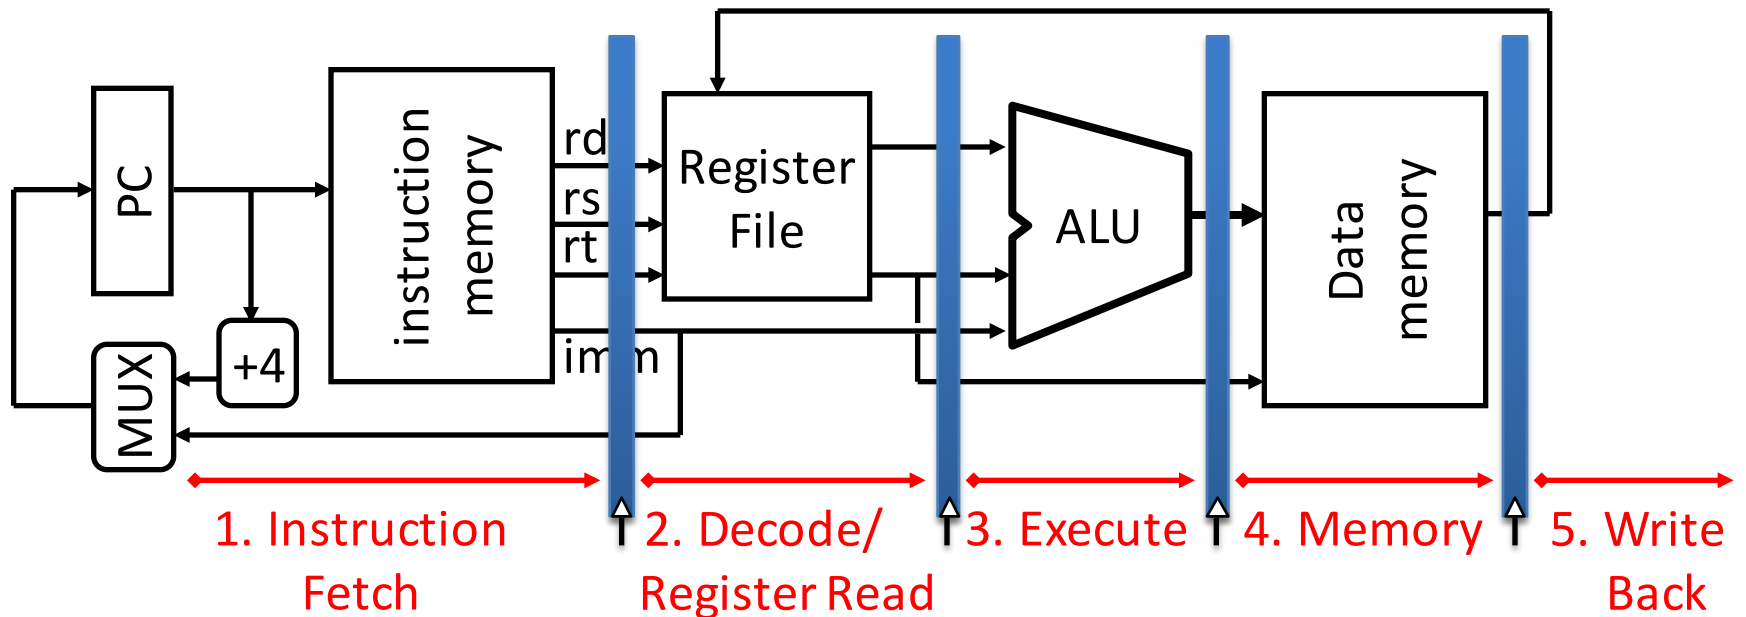 PC
MUX
+4
instruction
memory
rd
rs
rt
imm
Register
File
ALU
Data
memory
1. Instruction
Fetch
2. Decode/
Register Read
3. Execute
4. Memory
5. Write
Back